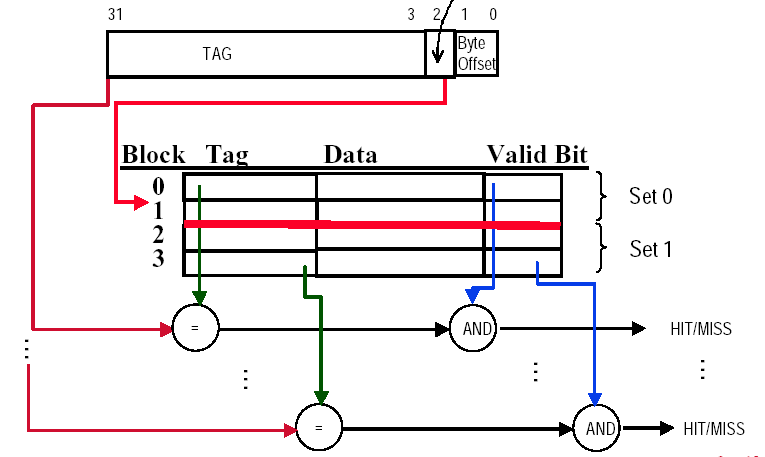 31 3 2 1 0
TAG
Byte
Offset
Block Tag Data Valid Bit
0
1
2
3
Set 0
Set 1
= AND HIT/MISS
= AND HIT/MISS